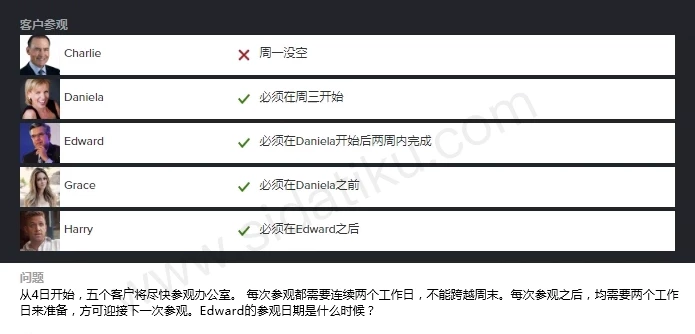 客户参观
Charlie 周一没空
Daniela 必须在周三开始
Edward 必须在Daniela开始后两周内完成
Grace 必须在Daniela之前
Harry 必须在Edward之后
www.sidatiku.com
问题
从4日开始，五个客户将尽快参观办公室。 每次参观都需要连续两个工作日，不能跨越周末。每次参观之后，均需要两个工作
日来准备，方可迎接下一次参观。Edward的参观日期是什么时候？